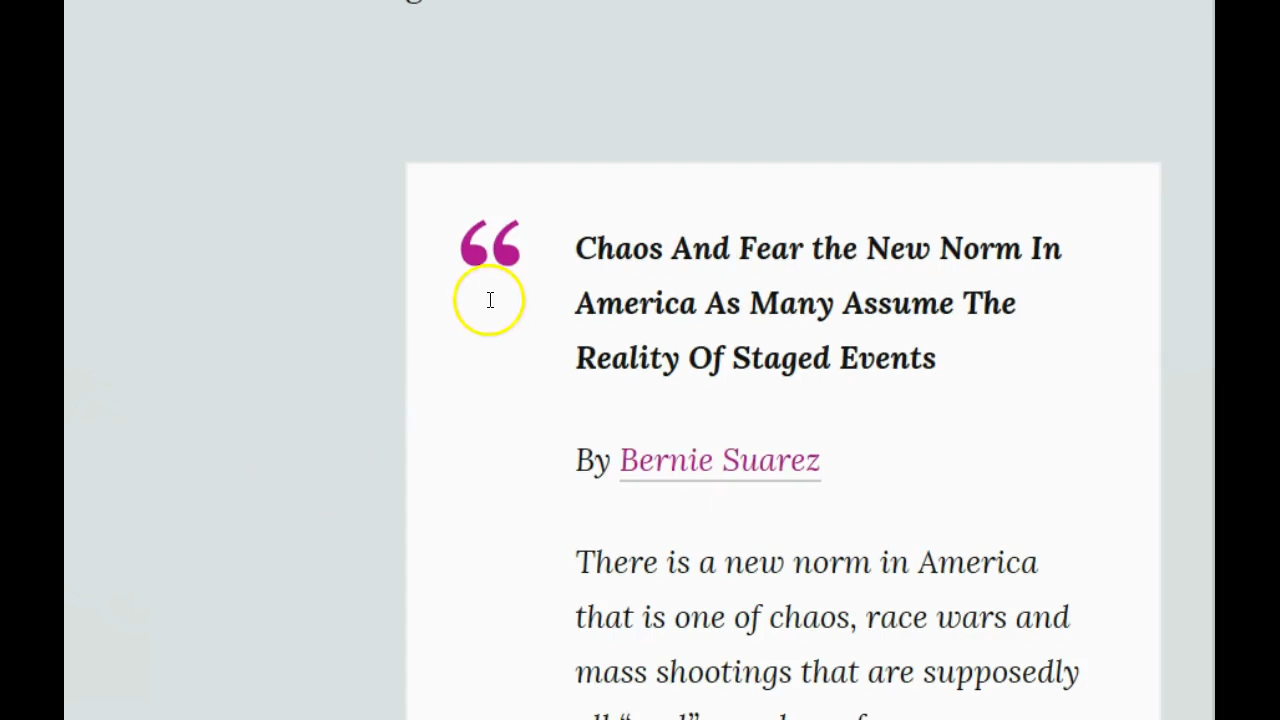 “
Chaos And Fear the New Norm In
America As Many Assume The
Reality Of Staged Events
By Bernie Suarez
There is a new norm in America
that is one of chaos, race wars and
mass shootings that are supposedly